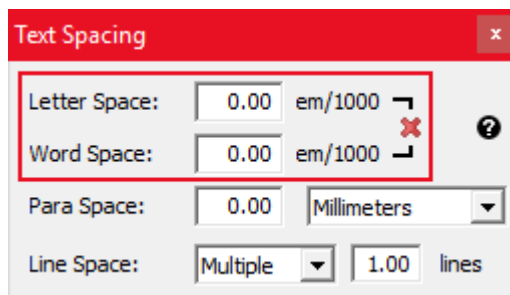 Text Spacing x
Letter Space: 0.00 em/1000
Word Space: 0.00 em/1000
?
Para Space: 0.00 Millimeters
Line Space: Multiple 1.00 lines